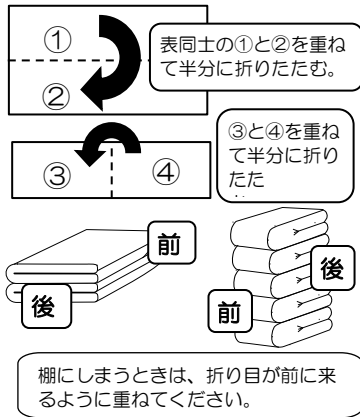 ①
②
表同士の①と②を重ね
て半分に折りたたむ。
③
④
③と④を重ね
て半分に折り
たた
前
後
後
前
棚にしまうときは、折り目が前に来
るように重ねてください。